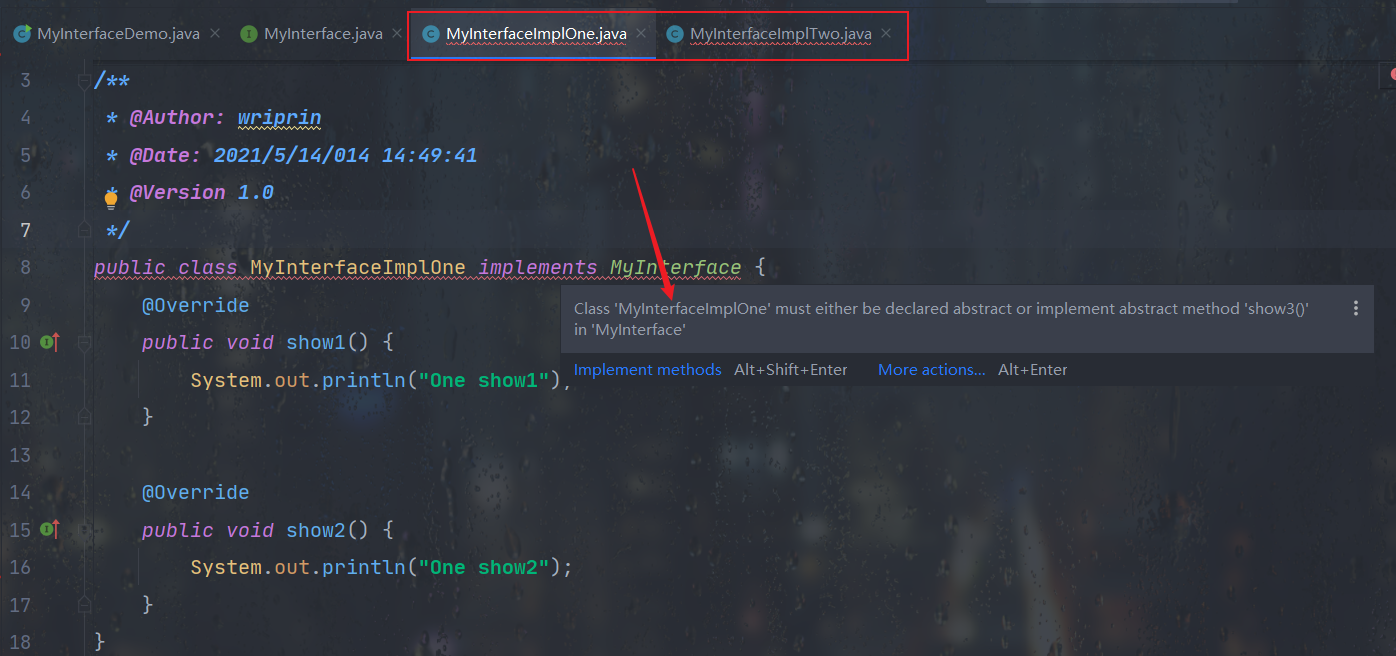 MyInterfaceDemo.java MyInterface.java MyInterfaceImplOne.java MyInterfaceImplTwo.java
3 /**
4 * @Author: wriprin
5 * @Date: 2021/5/14/014 14:49:41
6 * @Version 1.0
7 */
8 public class MyInterfaceImplOne implements MyInterface {
9 @Override
Class 'MyInterfaceImplOne' must either be declared abstract or implement abstract method 'show3()'
in 'MyInterface'
10 public void show1() {
Implement methods Alt+Shift+Enter More actions... Alt+Enter
11 System.out.println("One show1");
12 }
13
14 @Override
15 public void show2() {
16 System.out.println("One show2");
17 }
18 }